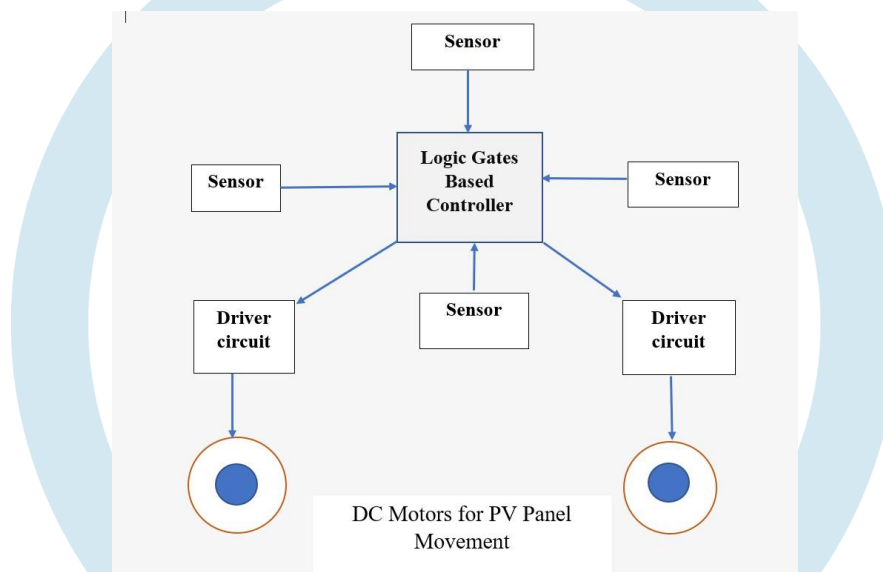 Sensor
Logic Gates
Based
Controller
Sensor
Sensor
Sensor
Driver
circuit
Driver
circuit
DC Motors for PV Panel
Movement